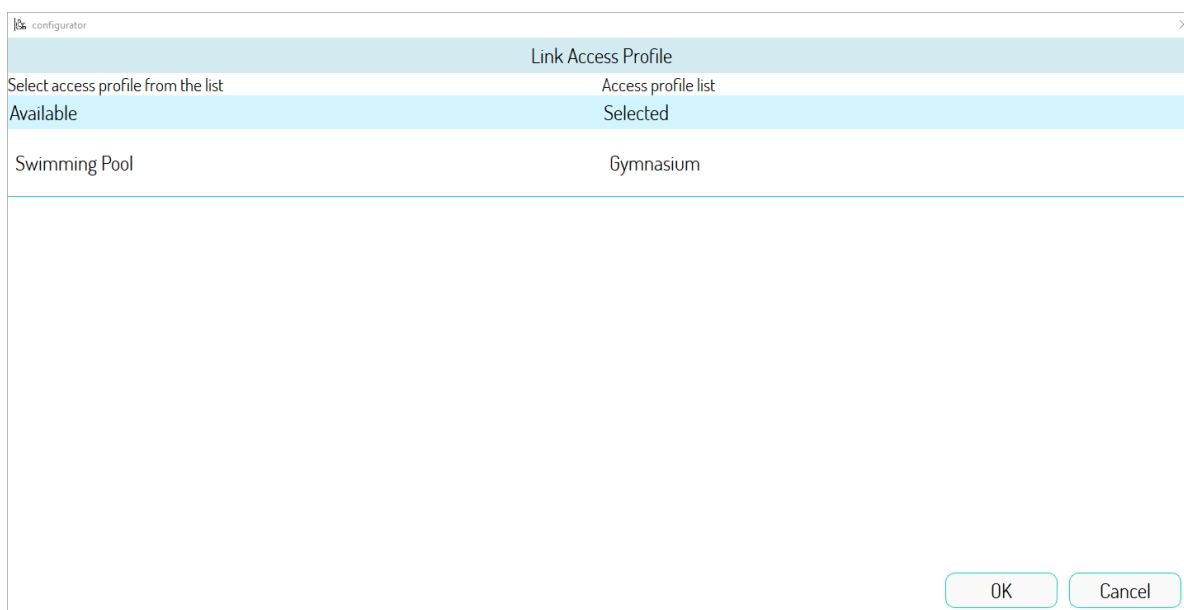 configurator
Link Access Profile
Select access profile from the list
Access profile list
Available
Selected
Swimming Pool
Gymnasium
OK
Cancel